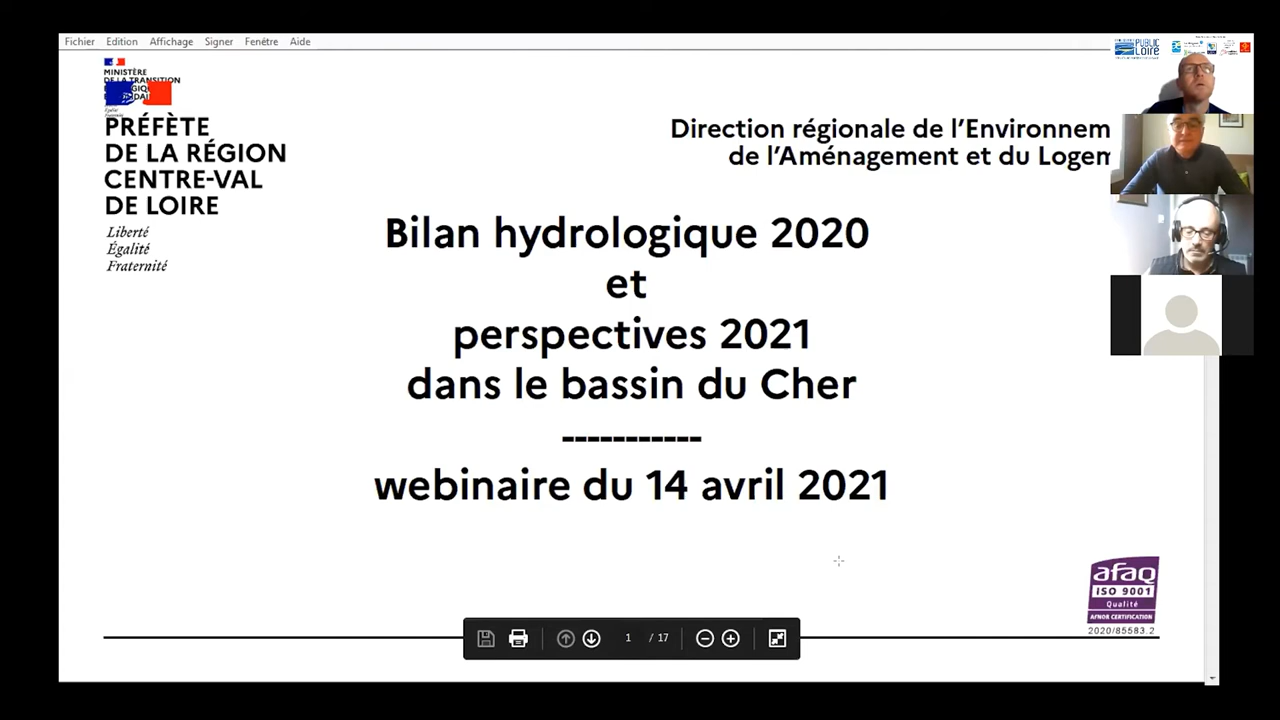 Fichier Edition Affichage Signer Fenêtre Aide
MINISTÈRE
DE LA TRANSITION
PRÉFÈTE
DE LA RÉGION
CENTRE-VAL
DE LOIRE
Liberté
Égalité
Fraternité
Direction régionale de l'Environnem
de l'Aménagement et du Logem
Bilan hydrologique 2020
et
perspectives 2021
dans le bassin du Cher
-----------
webinaire du 14 avril 2021
PUBLIC
LOIRE
afaq
ISO 9001
Qualité
AFNOR CERTIFICATION
2020/85583.2
1 / 17